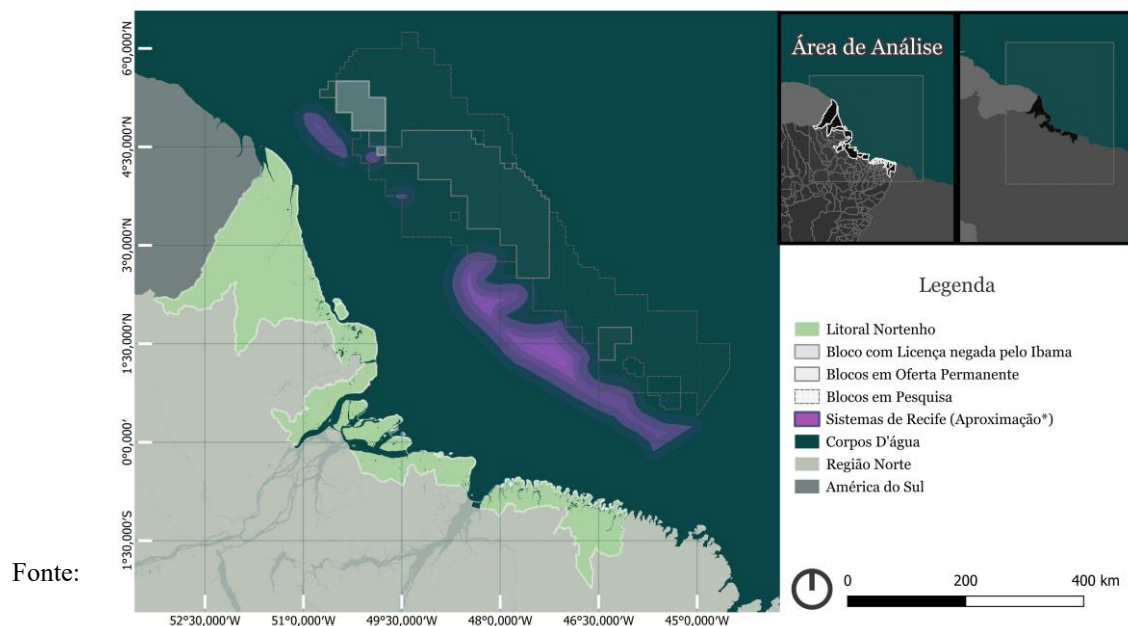 Área de Análise
6°0,000'N
4°30,000'N
3°0,000'N
1°30,000'N
0°0,000'
1°30,000'S
52°30,000'W
51°0,000'W
49°30,000'W
48°0,000'W
46°30,000'W
45°0,000'W
Legenda
Litoral Nortenho
Bloco com Licença negada pelo Ibama
Blocos em Oferta Permanente
Blocos em Pesquisa
Sistemas de Recife (Aproximação*)
Corpos D'água
Região Norte
América do Sul
0 200 400 km
Fonte: